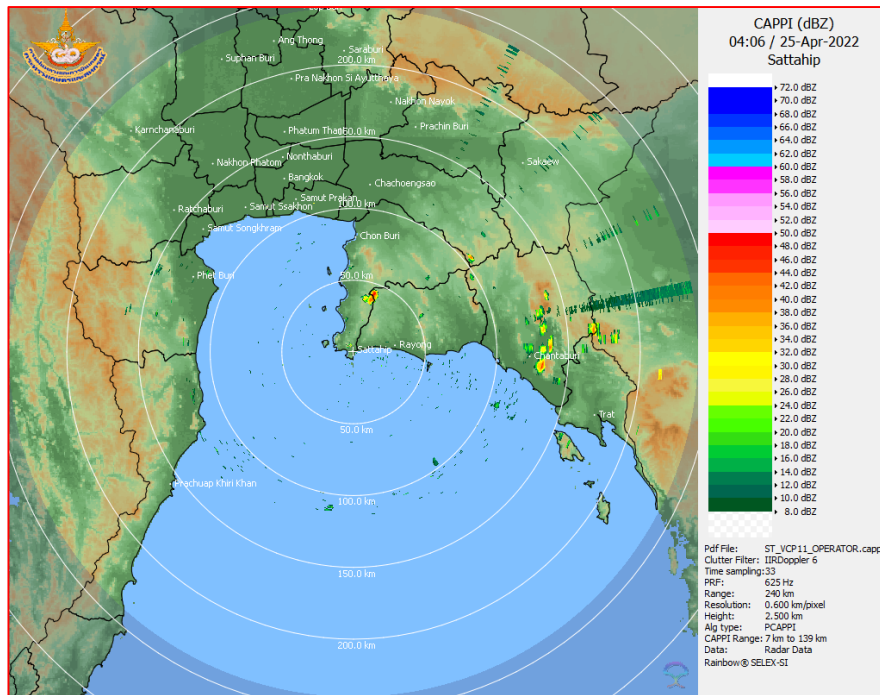 Ang Thong
Suphan Buri
Saraburi
200.0 km
Pra Nakhon Si Ayutthaya
Nakhon Nayok
Karnchanaburi
Phatum Thani
150.0 km
Prachin Buri
Nonthaburi
Nakhon Phatom
Sakaew
Bangkok
Chachoengsao
Samut Prakan
Ratchaburi
Samut Ssakhon
100.0 km
Samut Songkhram
Chon Buri
Phet Buri
50.0 km
Sattahip
Rayong
Chantaburi
Trat
50.0 km
Prachuap Khiri Khan
100.0 km
150.0 km
200.0 km
CAPPI (dBZ)
04:06 / 25-Apr-2022
Sattahip
72.0 dBZ
70.0 dBZ
68.0 dBZ
66.0 dBZ
64.0 dBZ
62.0 dBZ
60.0 dBZ
58.0 dBZ
56.0 dBZ
54.0 dBZ
52.0 dBZ
50.0 dBZ
48.0 dBZ
46.0 dBZ
44.0 dBZ
42.0 dBZ
40.0 dBZ
38.0 dBZ
36.0 dBZ
34.0 dBZ
32.0 dBZ
30.0 dBZ
28.0 dBZ
26.0 dBZ
24.0 dBZ
22.0 dBZ
20.0 dBZ
18.0 dBZ
16.0 dBZ
14.0 dBZ
12.0 dBZ
10.0 dBZ
8.0 dBZ
Pdf File: ST_VCP11_OPERATOR.capp
Clutter Filter: IIRDoppler 6
Time sampling:33
PRF: 625 Hz
Range: 240 km
Resolution: 0.600 km/pixel
Height: 2.500 km
Alg type: PCAPPI
CAPPI Range: 7 km to 139 km
Data: Radar Data
Rainbow® SELEX-SI